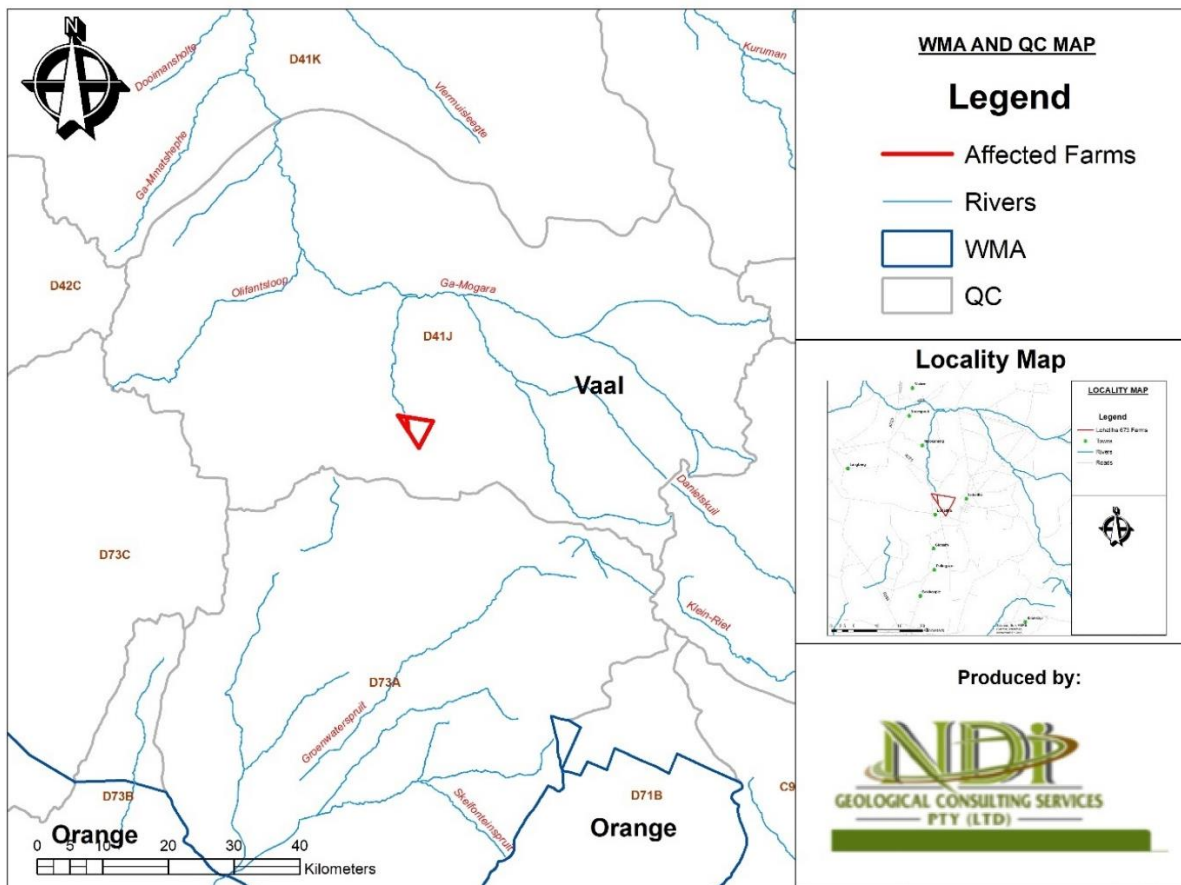 N
Dooimansholte
D41K
Kuruman
Vlermuisleegte
Ga-Mmatshephe
D42C
Olifantsloop
Ga-Mogara
D41J
Vaal
Danielskuil
D73C
Klein-Riet
D73A
Groenwaterspruit
D73B
Skeifonteinspruit
D71B
C9
Orange
Orange
0 5 10 20 30 40
Kilometers
WMA AND QC MAP
Legend
Affected Farms
Rivers
WMA
QC
Locality Map
LOCALITY MAP
Legend
Towns
Rivers
Roads
Produced by:
NDi
GEOLOGICAL CONSULTING SERVICES
PTY (LTD)